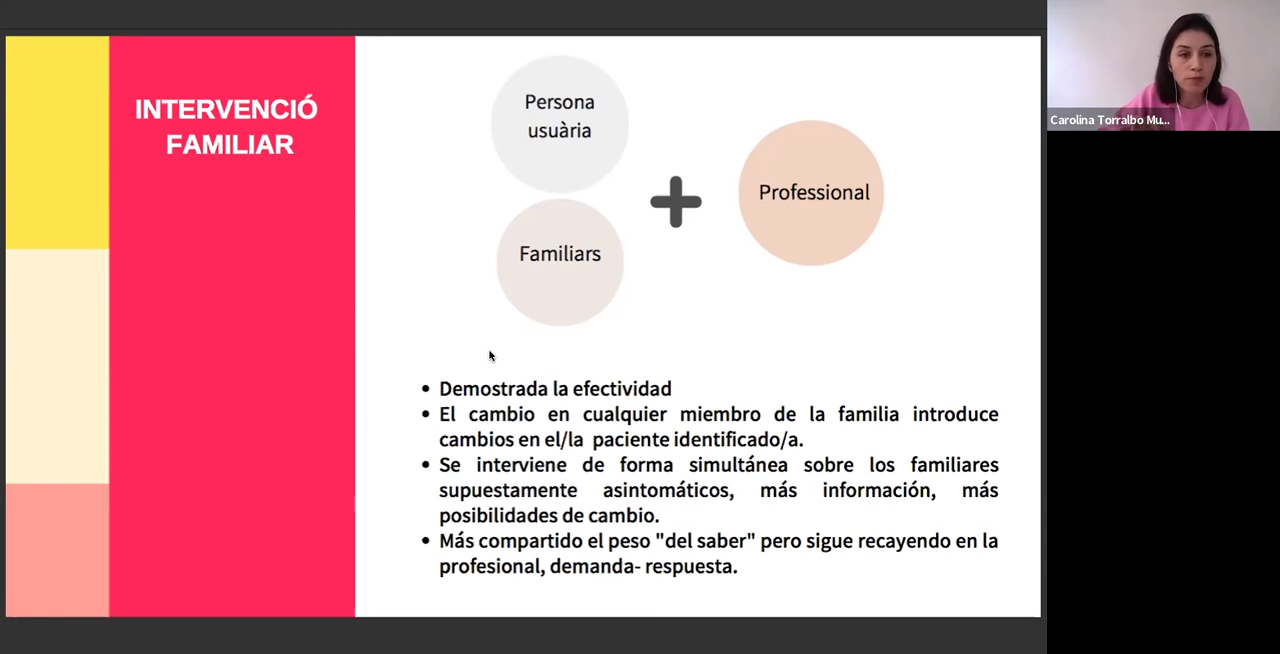 INTERVENCIÓ
FAMILIAR
Persona
usuària
Familiars
Professional
• Demostrada la efectividad
• El cambio en cualquier miembro de la familia introduce
cambios en el/la paciente identificado/a.
• Se interviene de forma simultánea sobre los familiares
supuestamente asintomáticos, más información, más
posibilidades de cambio.
• Más compartido el peso "del saber" pero sigue recayendo en la
profesional, demanda- respuesta.
Carolina Torralbo Mu...